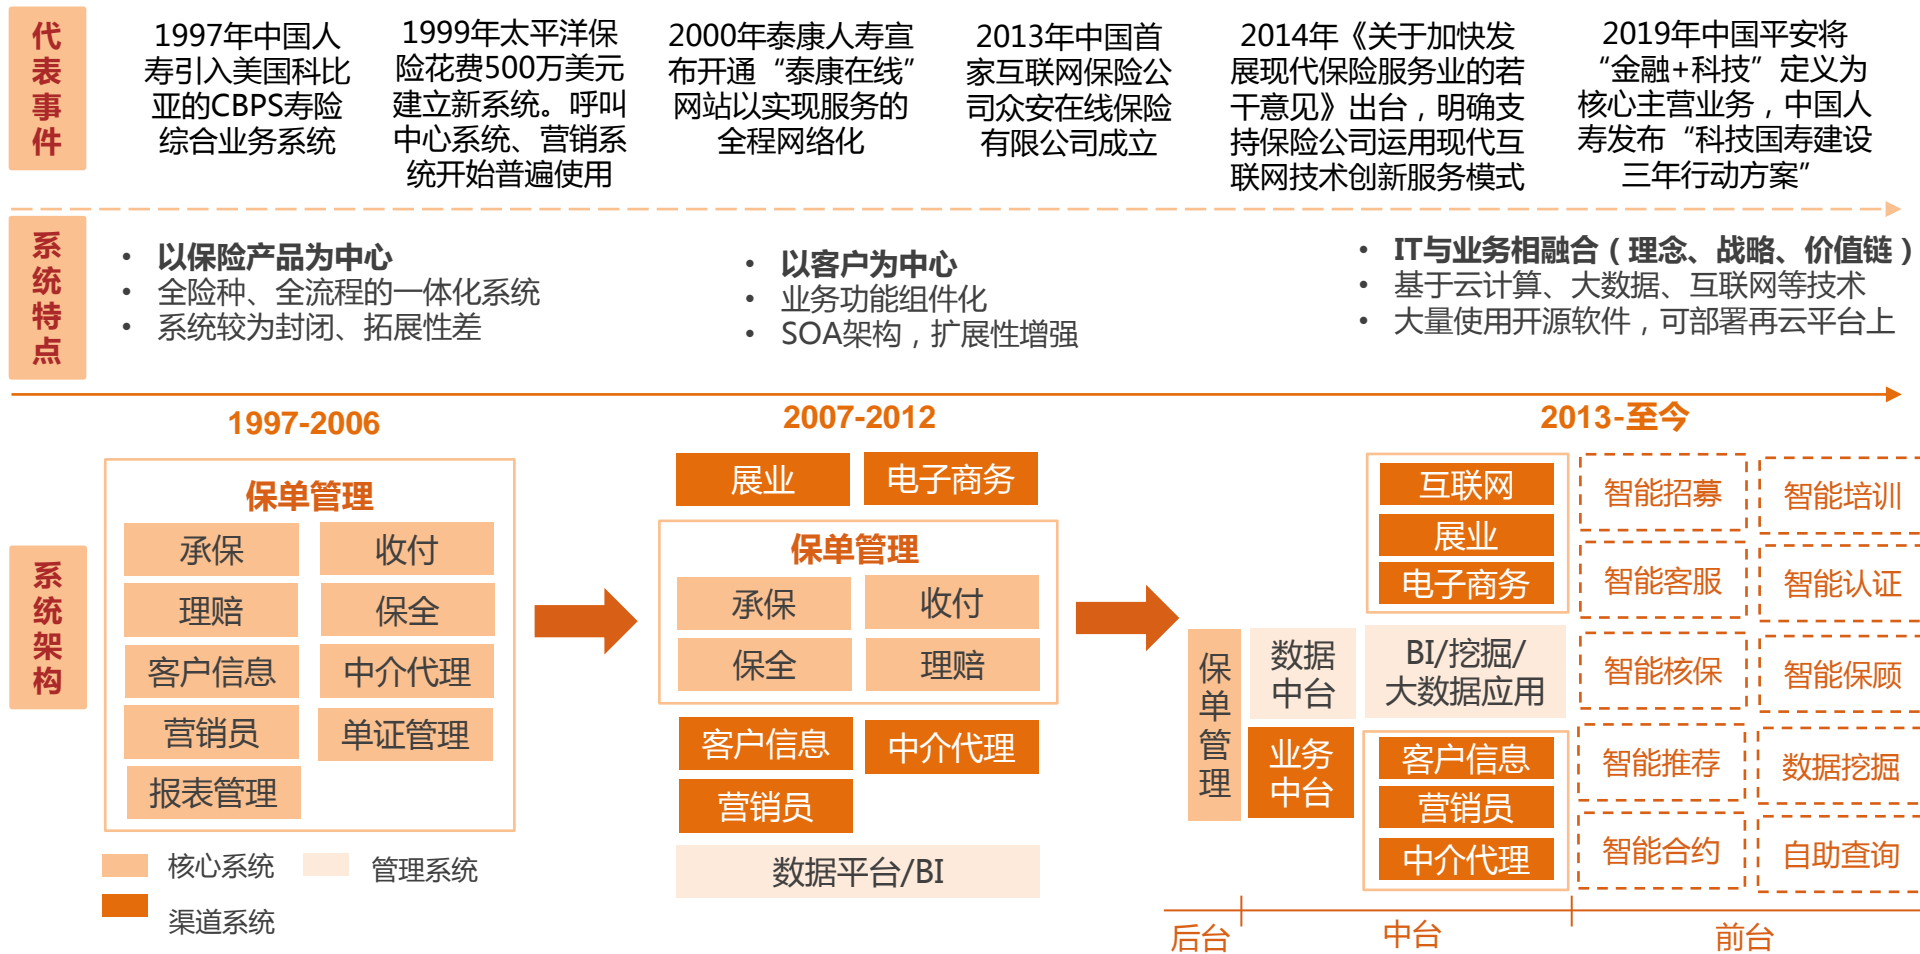 代表事件
1997年中国人
寿引入美国科比
亚的CBPS寿险
综合业务系统
1999年太平洋保
险花费500万美元
建立新系统。呼叫
中心系统、营销系
统开始普遍使用
2000年泰康人寿宣
布开通“泰康在线”
网站以实现服务的
全程网络化
2013年中国首
家互联网保险公
司众安在线保险
有限公司成立
2014年《关于加快发
展现代保险服务业的若
干意见》出台，明确支
持保险公司运用现代互
联网技术创新服务模式
2019年中国平安将
“金融+科技”定义为
核心主营业务，中国人
寿发布“科技国寿建设
三年行动方案”
系统特点
• 以保险产品为中心
• 全险种、全流程的一体化系统
• 系统较为封闭、拓展性差
• 以客户为中心
• 业务功能组件化
• SOA架构，扩展性增强
• IT与业务相融合（理念、战略、价值链）
• 基于云计算、大数据、互联网等技术
• 大量使用开源软件，可部署再云平台上
1997-2006
2007-2012
2013-至今
系统架构
保单管理
承保
收付
理赔
保全
客户信息
中介代理
营销员
单证管理
报表管理
核心系统
管理系统
渠道系统
展业
电子商务
保单管理
承保
收付
保全
理赔
客户信息
中介代理
营销员
数据平台/BI
保单管理
数据
中台
业务
中台
互联网
展业
电子商务
BI/挖掘/
大数据应用
客户信息
营销员
中介代理
智能招募
智能培训
智能客服
智能认证
智能核保
智能保顾
智能推荐
数据挖掘
智能合约
自助查询
后台
中台
前台